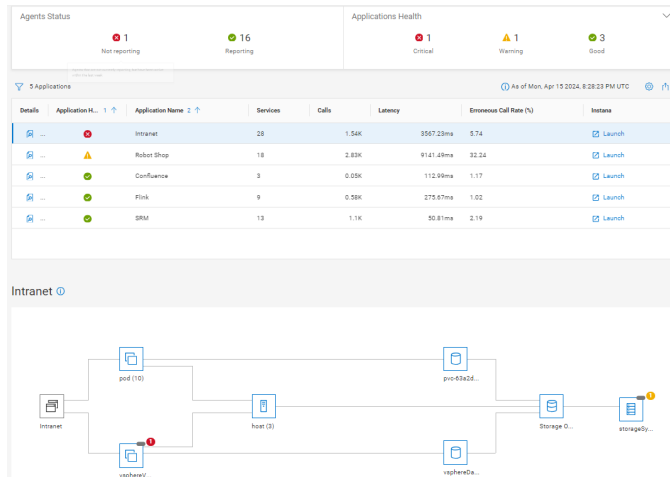 Agents Status
Applications Health
1
Not reporting
16
Reporting
1
Critical
1
Warning
3
Good
5 Applications
As of Mon, Apr 15 2024, 8:28:23 PM UTC
Details Application H... 1 Application Name 2 Services Calls Latency Erroneous Call Rate (%) Instana
... Intranet 28 1.54K 3567.23ms 5.74 Launch
... Robot Shop 18 2.83K 9141.49ms 32.24 Launch
... Confluence 3 0.05K 112.99ms 1.17 Launch
... Flink 9 0.58K 275.67ms 1.02 Launch
... SRM 13 1.1K 50.81ms 2.19 Launch
Intranet
pod (10)
pvc-63a2d...
Intranet
host (3)
Storage O...
1
storageSy...
1
vsphereV...
vsphereDa...